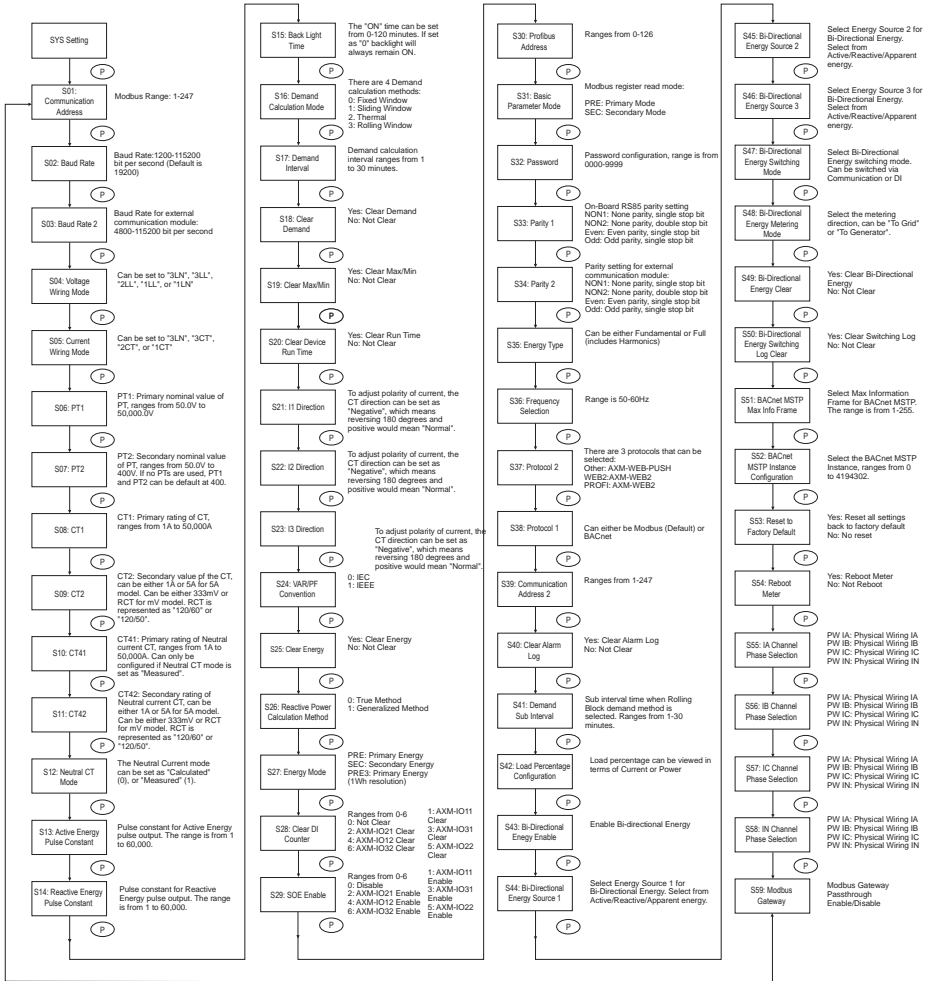 SYS Setting
P
S01:
Communication
Address
Modbus Range: 1-247
P
S02: Baud Rate
Baud Rate:1200-115200
bit per second (Default is
19200)
P
S03: Baud Rate 2
Baud Rate for external
communication module:
4800-115200 bit per second
P
S04: Voltage
Wiring Mode
Can be set to "3LN", "3LL",
"2LL", "1LL", or "1LN"
P
S05: Current
Wiring Mode
Can be set to "3LN", "3CT",
"2CT", or "1CT"
P
S06: PT1
PT1: Primary nominal value of
PT, ranges from 50.0V to
50,000.0V
P
S07: PT2
PT2: Secondary nominal value
of PT, ranges from 50.0V to
400V. If no PTs are used, PT1
and PT2 can be default at 400.
P
S08: CT1
CT1: Primary rating of CT,
ranges from 1A to 50,000A
P
S09: CT2
CT2: Secondary value pf the CT,
can be either 1A or 5A for 5A
model. Can be either 333mV or
RCT for mV model. RCT is
represented as "120/60" or
"120/50".
P
S10: CT41
CT41: Primary rating of Neutral
current CT, ranges from 1A to
50,000A. Can only be
configured if Neutral CT mode is
set as "Measured".
P
S11: CT42
CT42: Secondary rating of
Neutral current CT, can be
either 1A or 5A for 5A model.
Can be either 333mV or RCT
for mV model. RCT is
represented as "120/60" or
"120/50".
P
S12: Neutral CT
Mode
The Neutral Current mode
can be set as "Calculated"
(0), or "Measured" (1).
P
S13: Active Energy
Pulse Constant
Pulse constant for Active Energy
pulse output. The range is from 1
to 60,000.
P
S14: Reactive Energy
Pulse Constant
Pulse constant for Reactive
Energy pulse output. The range
is from 1 to 60,000.
P
S15: Back Light
Time
The "ON" time can be set
from 0-120 minutes. If set
as "0" backlight will
always remain ON.
P
S16: Demand
Calculation Mode
There are 4 Demand
calculation methods:
0: Fixed Window
1: Sliding Window
2. Thermal
3: Rolling Window
P
S17: Demand
Interval
Demand calculation
interval ranges from 1
to 30 minutes.
P
S18: Clear
Demand
Yes: Clear Demand
No: Not Clear
P
S19: Clear Max/Min
Yes: Clear Max/Min
No: Not Clear
P
S20: Clear Device
Run Time
Yes: Clear Run Time
No: Not Clear
P
S21: I1 Direction
To adjust polarity of current, the
CT direction can be set as
"Negative", which means
reversing 180 degrees and
positive would mean "Normal".
P
S22: I2 Direction
To adjust polarity of current, the
CT direction can be set as
"Negative", which means
reversing 180 degrees and
positive would mean "Normal".
P
S23: I3 Direction
To adjust polarity of current, the
CT direction can be set as
"Negative", which means
reversing 180 degrees and
positive would mean "Normal".
P
S24: VAR/PF
Convention
0: IEC
1: IEEE
P
S25: Clear Energy
Yes: Clear Energy
No: Not Clear
P
S26: Reactive Power
Calculation Method
0: True Method
1: Generalized Method
P
S27: Energy Mode
PRE: Primary Energy
SEC: Secondary Energy
PRE3: Primary Energy
(1Wh resolution)
P
S28: Clear DI
Counter
Ranges from 0-6
0: Not Clear
2: AXM-IO21 Clear
4: AXM-IO12 Clear
6: AXM-IO32 Clear
1: AXM-IO11
Clear
3: AXM-IO31
Clear
5: AXM-IO22
Clear
P
S29: SOE Enable
Ranges from 0-6
0: Disable
2: AXM-IO21 Enable
4: AXM-IO12 Enable
6: AXM-IO32 Enable
1: AXM-IO11
Enable
3: AXM-IO31
Enable
5: AXM-IO22
Enable
P
S30: Profibus
Address
Ranges from 0-126
P
S31: Basic
Parameter Mode
Modbus register read mode:
PRE: Primary Mode
SEC: Secondary Mode
P
S32: Password
Password configuration, range is from
0000-9999
P
S33: Parity 1
On-Board RS85 parity setting
NON1: None parity, single stop bit
NON2: None parity, double stop bit
Even: Even parity, single stop bit
Odd: Odd parity, single stop bit
P
S34: Parity 2
Parity setting for external
communication module:
NON1: None parity, single stop bit
NON2: None parity, double stop bit
Even: Even parity, single stop bit
Odd: Odd parity, single stop bit
P
S35: Energy Type
Can be either Fundamental or Full
(includes Harmonics)
P
S36: Frequency
Selection
Range is 50-60Hz
P
S37: Protocol 2
There are 3 protocols that can be
selected:
Other: AXM-WEB-PUSH
WEB2:AXM-WEB2
PROFI: AXM-WEB2
P
S38: Protocol 1
Can either be Modbus (Default) or
BACnet
P
S39: Communication
Address 2
Ranges from 1-247
P
S40: Clear Alarm
Log
Yes: Clear Alarm Log
No: Not Clear
P
S41: Demand
Sub Interval
Sub interval time when Rolling
Block demand method is
selected. Ranges from 1-30
minutes.
P
S42: Load Percentage
Configuration
Load percentage can be viewed in
terms of Current or Power
P
S43: Bi-Directional
Enegy Enable
Enable Bi-directional Energy
P
S44: Bi-Directional
Energy Source 1
Select Energy Source 1 for
Bi-Directional Energy. Select from
Active/Reactive/Apparent energy.
P
S45: Bi-Directional
Energy Source 2
Select Energy Source 2 for
Bi-Directional Energy.
Select from
Active/Reactive/Apparent
energy.
P
S46: Bi-Directional
Energy Source 3
Select Energy Source 3 for
Bi-Directional Energy.
Select from
Active/Reactive/Apparent
energy.
P
S47: Bi-Directional
Energy Switching
Mode
Select Bi-Directional
Energy switching mode.
Can be switched via
Communication or DI
P
S48: Bi-Directional
Energy Metering
Mode
Select the metering
direction, can be "To Grid"
or "To Generator".
P
S49: Bi-Directional
Energy Clear
Yes: Clear Bi-Directional
Energy
No: Not Clear
P
S50: Bi-Directional
Energy Switching
Log Clear
Yes: Clear Switching Log
No: Not Clear
P
S51: BACnet MSTP
Max Info Frame
Select Max Information
Frame for BACnet MSTP.
The range is from 1-255.
P
S52: BACnet
MSTP Instance
Configuration
Select the BACnet MSTP
Instance, ranges from 0
to 4194302.
P
S53: Reset to
Factory Default
Yes: Reset all settings
back to factory default
No: No reset
P
S54: Reboot
Meter
Yes: Reboot Meter
No: Not Reboot
P
S55: IA Channel
Phase Selection
PW IA: Physical Wiring IA
PW IB: Physical Wiring IB
PW IC: Physical Wiring IC
PW IN: Physical Wiring IN
P
S56: IB Channel
Phase Selection
PW IA: Physical Wiring IA
PW IB: Physical Wiring IB
PW IC: Physical Wiring IC
PW IN: Physical Wiring IN
P
S57: IC Channel
Phase Selection
PW IA: Physical Wiring IA
PW IB: Physical Wiring IB
PW IC: Physical Wiring IC
PW IN: Physical Wiring IN
P
S58: IN Channel
Phase Selection
PW IA: Physical Wiring IA
PW IB: Physical Wiring IB
PW IC: Physical Wiring IC
PW IN: Physical Wiring IN
P
S59: Modbus
Gateway
Modbus Gateway
Passthrough
Enable/Disable